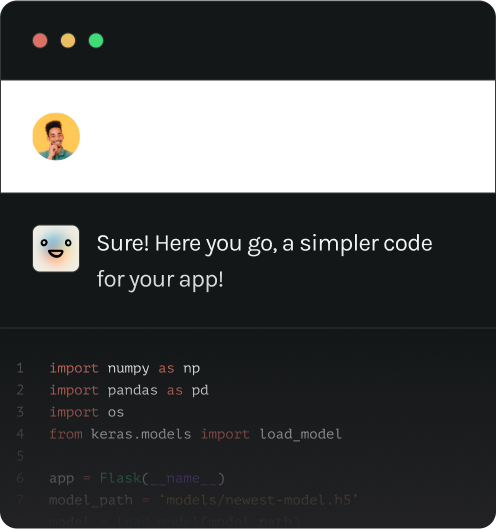 Sure! Here you go, a simpler code
for your app!
1 import numpy as np
2 import pandas as pd
3 import os
4 from keras.models import load_model
5
6 app = Flask(__name__)
7 model_path = 'models/newest-model.h5'